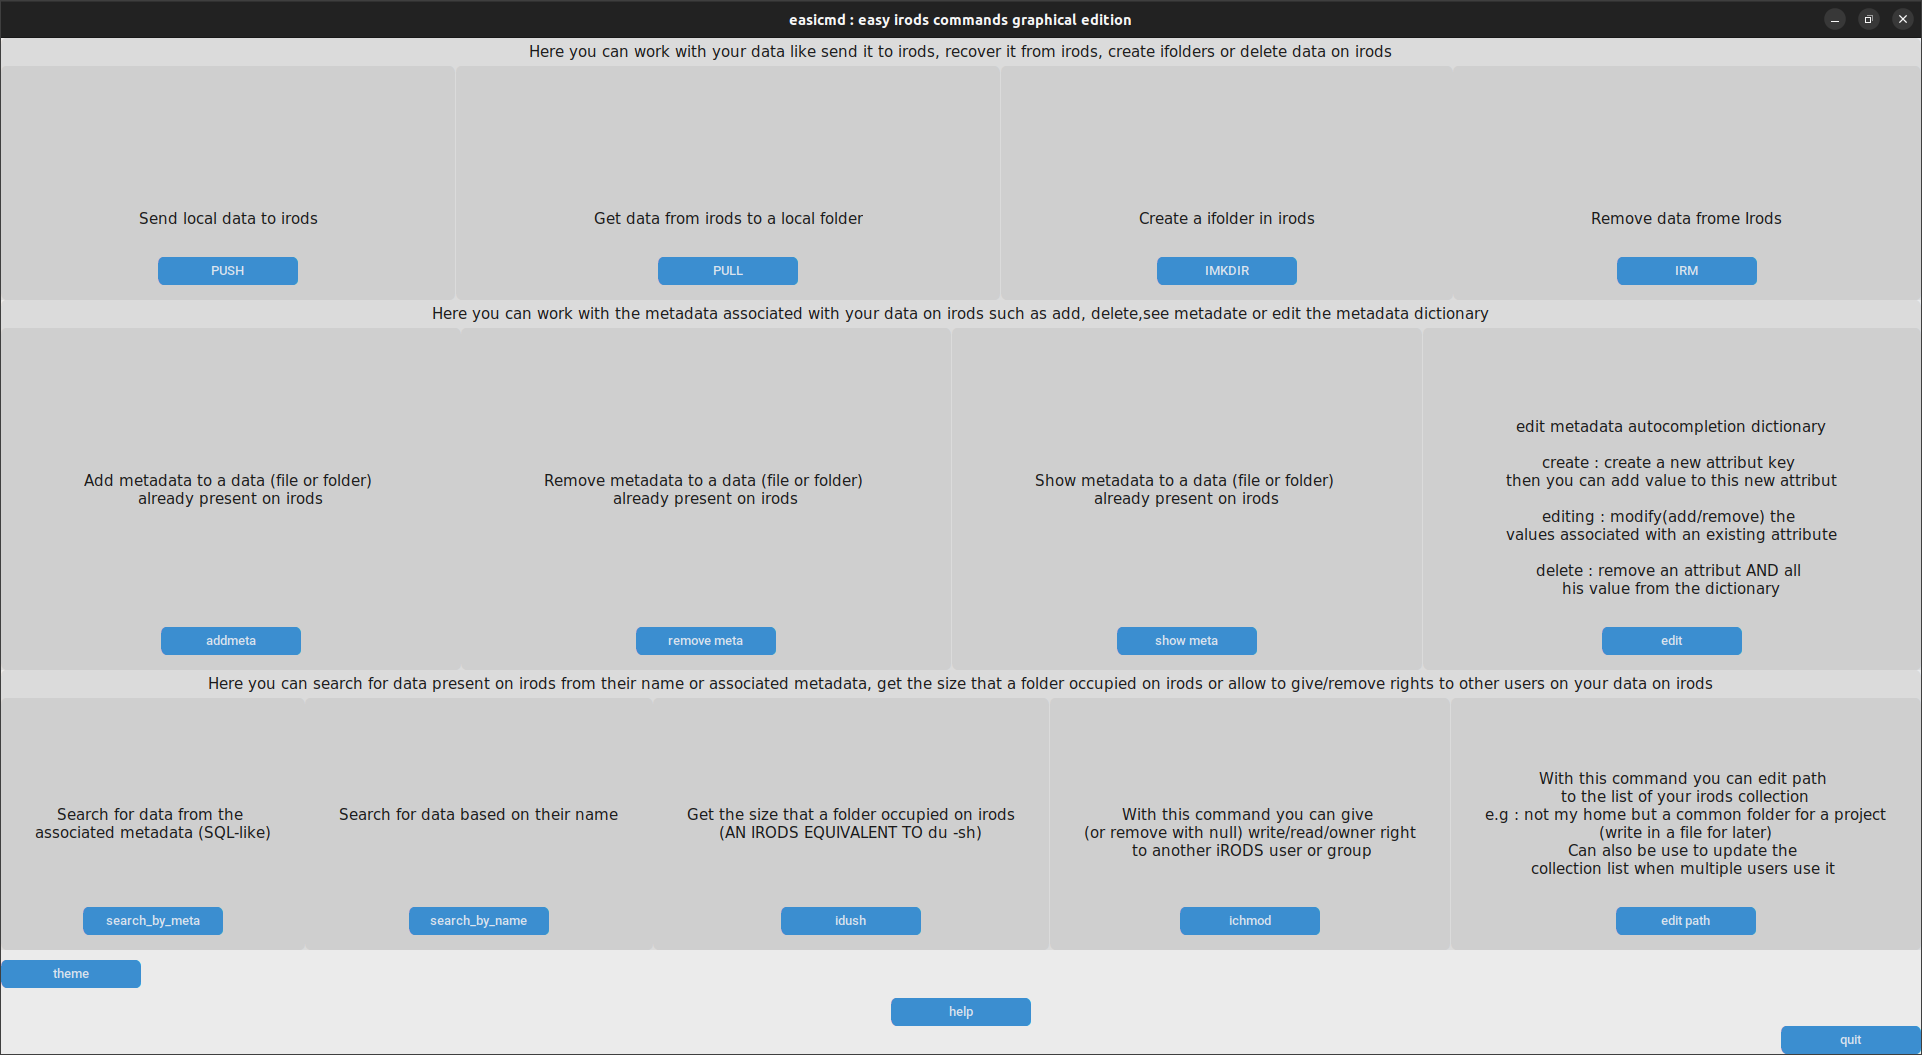 easicmd : easy irods commands graphical edition
Here you can work with your data like send it to irods, recover it from irods, create ifolders or delete data on irods
Send local data to irods
PUSH
Get data from irods to a local folder
PULL
Create a ifolder in irods
IMKDIR
Remove data frome Irods
IRM
Here you can work with the metadata associated with your data on irods such as add, delete,see metadate or edit the metadata dictionary
Add metadata to a data (file or folder)
already present on irods
addmeta
Remove metadata to a data (file or folder)
already present on irods
remove meta
Show metadata to a data (file or folder)
already present on irods
show meta
edit metadata autocompletion dictionary
create : create a new attribut key
then you can add value to this new attribut
editing : modify(add/remove) the
values associated with an existing attribute
delete : remove an attribut AND all
his value from the dictionary
edit
Here you can search for data present on irods from their name or associated metadata, get the size that a folder occupied on irods or allow to give/remove rights to other users on your data on irods
Search for data from the
associated metadata (SQL-like)
search_by_meta
Search for data based on their name
search_by_name
Get the size that a folder occupied on irods
(AN IRODS EQUIVALENT TO du -sh)
idush
With this command you can give
(or remove with null) write/read/owner right
to another iRODS user or group
ichmod
With this command you can edit path
to the list of your irods collection
e.g : not my home but a common folder for a project
(write in a file for later)
Can also be use to update the
collection list when multiple users use it
edit path
theme
help
quit